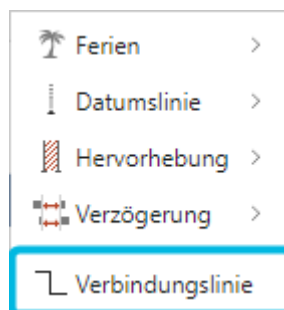 Ferien
Datumslinie
Hervorhebung
Verzögerung
Verbindungslinie